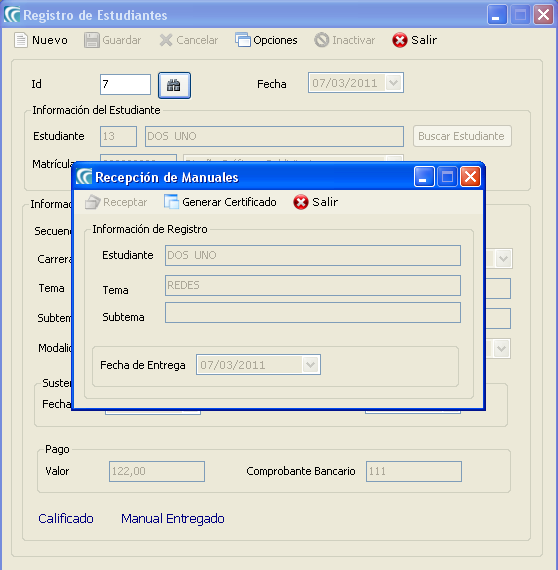 Registro de Estudiantes
Nuevo Guardar Cancelar Opciones Inactivar Salir
Id 7 Fecha 07/03/2011
Información del Estudiante
Estudiante 13 DOS UNO Buscar Estudiante
Recepción de Manuales
Receptar Generar Certificado Salir
Información de Registro
Estudiante DOS UNO
Tema REDES
Subtema
Fecha de Entrega 07/03/2011
Tema
Fecha
Pago
Valor 122,00 Comprobante Bancario 111
Calificado Manual Entregado